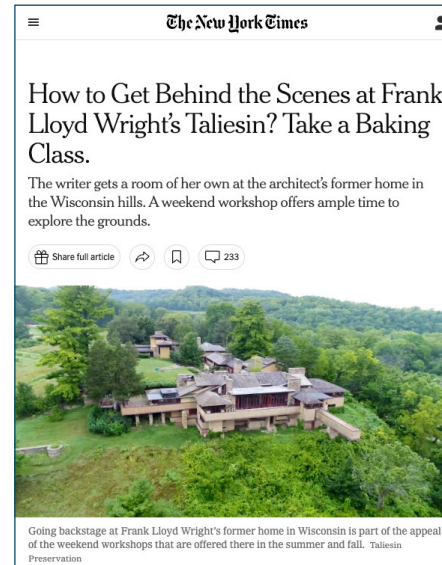 The New York Times
How to Get Behind the Scenes at Frank
Lloyd Wright's Taliesin? Take a Baking
Class.
The writer gets a room of her own at the architect's former home in
the Wisconsin hills. A weekend workshop offers ample time to
explore the grounds.
Share full article
233
Going backstage at Frank Lloyd Wright's former home in Wisconsin is part of the appeal
of the weekend workshops that are offered there in the summer and fall. Taliesin
Preservation